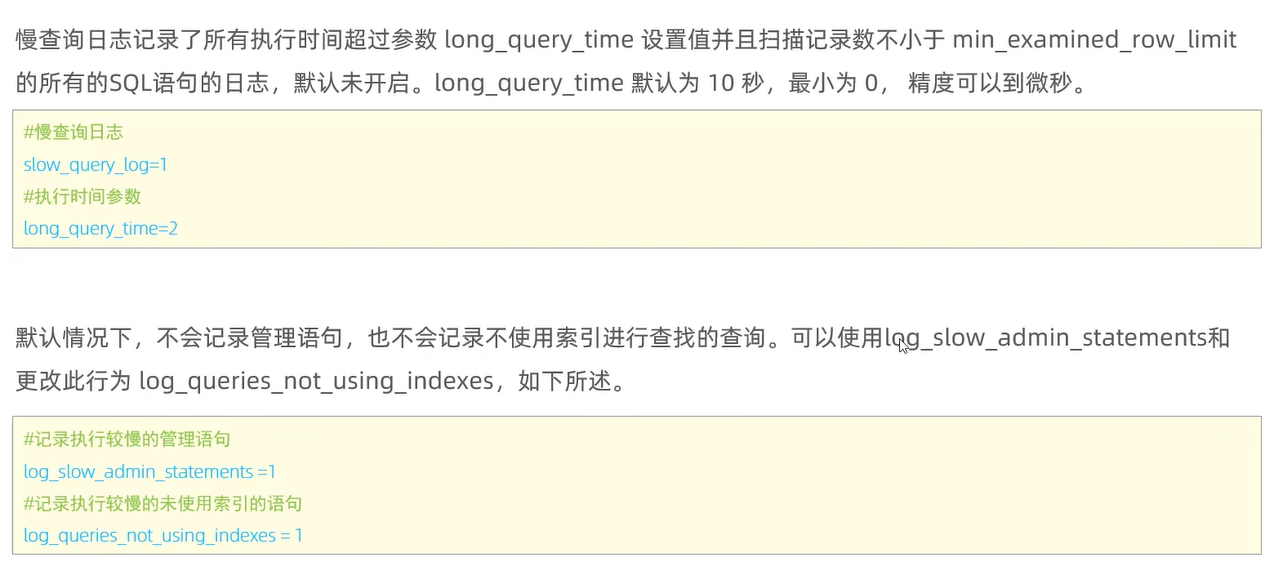 慢查询日志记录了所有执行时间超过参数 long_query_time 设置值并且扫描记录数不小于 min_examined_row_limit
的所有的SQL语句的日志，默认未开启。long_query_time 默认为 10 秒，最小为 0， 精度可以到微秒。
#慢查询日志
slow_query_log=1
#执行时间参数
long_query_time=2
默认情况下，不会记录管理语句，也不会记录不使用索引进行查找的查询。可以使用log_slow_admin_statements和
更改此行为 log_queries_not_using_indexes，如下所述。
#记录执行较慢的管理语句
log_slow_admin_statements =1
#记录执行较慢的未使用索引的语句
log_queries_not_using_indexes = 1